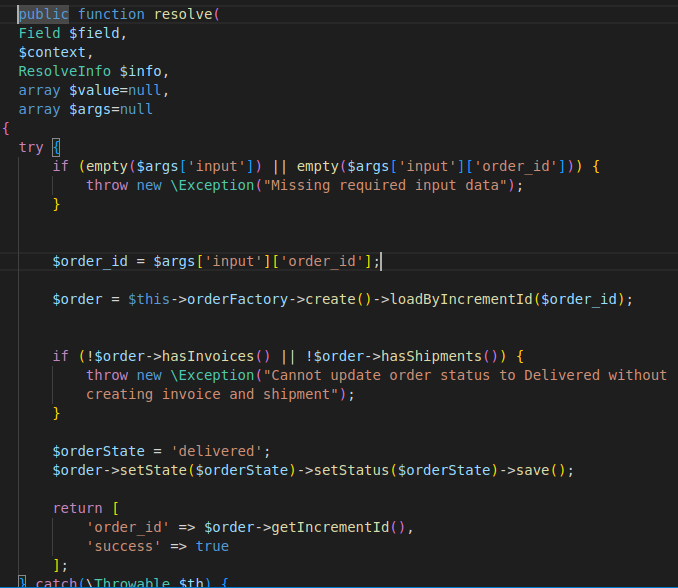 public function resolve(
Field $field,
$context,
ResolveInfo $info,
array $value=null,
array $args=null
{
try {
if (empty($args['input']) || empty($args['input']['order_id'])) {
throw new \Exception("Missing required input data");
}
$order_id = $args['input']['order_id'];
$order = $this->orderFactory->create()->loadByIncrementId($order_id);
if (!$order->hasInvoices() || !$order->hasShipments()) {
throw new \Exception("Cannot update order status to Delivered without
creating invoice and shipment");
}
$orderState = 'delivered';
$order->setState($orderState)->setStatus($orderState)->save();
return [
'order_id' => $order->getIncrementId(),
'success' => true
];
} catch(\Throwable $th) {